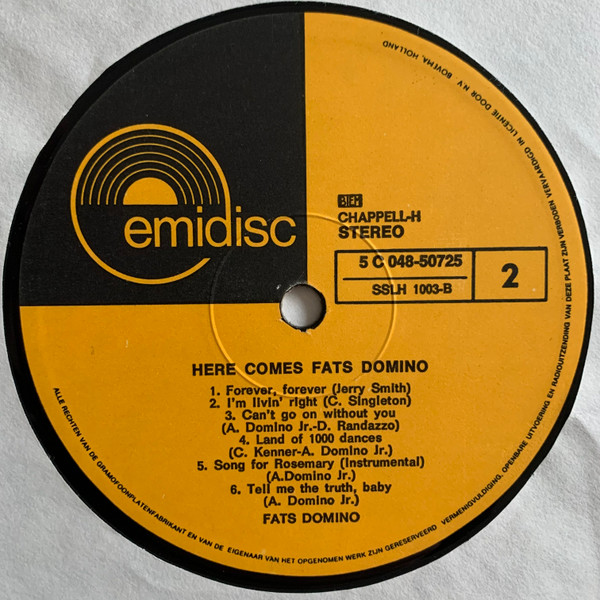 emidisc
BIEM
CHAPPELL-H
STEREO
5 C 048-50725
SSLH 1003-B
2
HERE COMES FATS DOMINO
1. Forever, forever (Jerry Smith)
2. I'm livin' right (C. Singleton)
3. Can't go on without you
(A. Domino Jr.-D. Randazzo)
4. Land of 1000 dances
(C. Kenner-A. Domino Jr.)
5. Song for Rosemary (Instrumental)
(A.Domino Jr.)
6. Tell me the truth, baby
(A. Domino Jr.)
FATS DOMINO
ALLE RECHTEN VAN DE GRAMOFOONPLATENFABRIKANT EN VAN DE EIGENAAR VAN HET OPGENOMEN WERK ZIJN GERESERVEERD VERMENIGVULDIGING, OPENBARE UITVOERING EN RADIOUITZENDING VAN DEZE PLAAT ZIJN VERBODEN VERVAARDIGD IN LICENTIE DOOR N.V. BOVEMA, HOLLAND